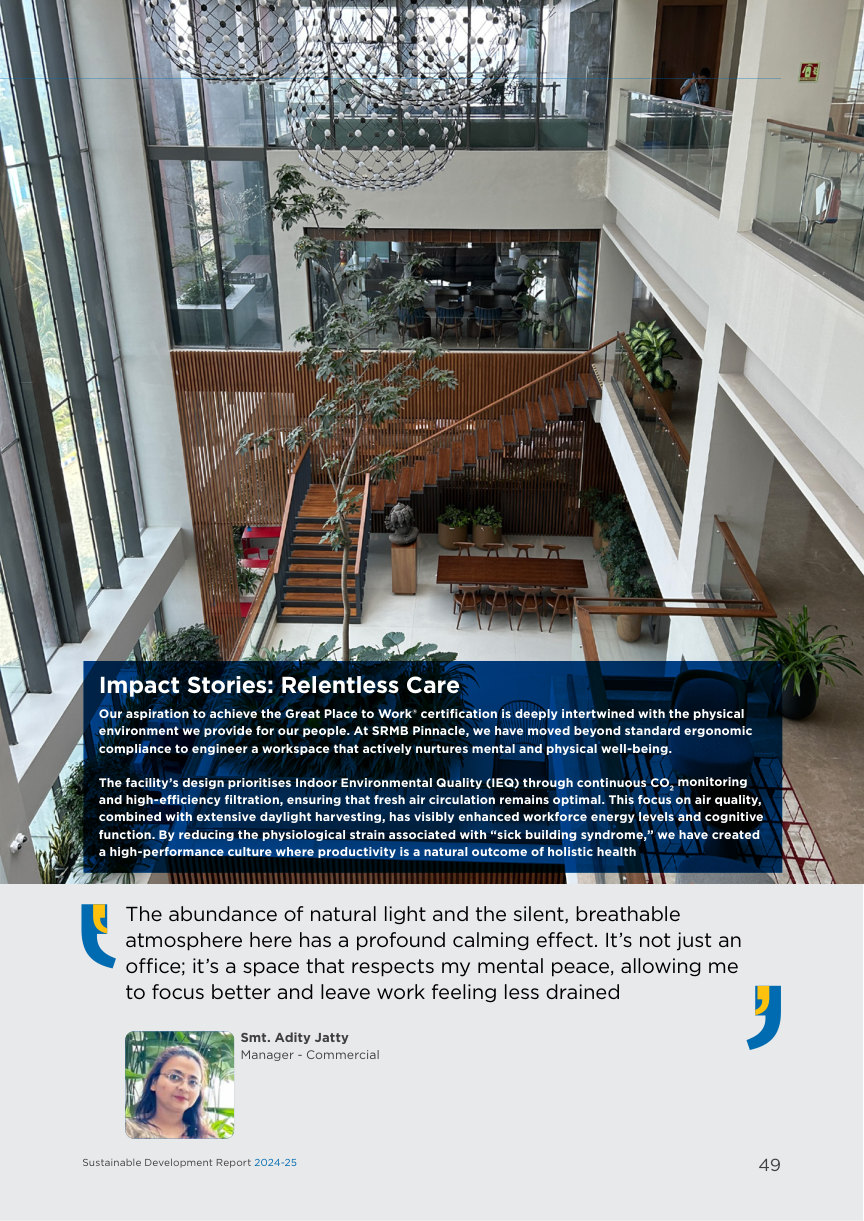 Impact Stories: Relentless Care
Our aspiration to achieve the Great Place to Work® certification is deeply intertwined with the physical
environment we provide for our people. At SRMB Pinnacle, we have moved beyond standard ergonomic
compliance to engineer a workspace that actively nurtures mental and physical well-being.
The facility’s design prioritises Indoor Environmental Quality (IEQ) through continuous CO₂ monitoring
and high-efficiency filtration, ensuring that fresh air circulation remains optimal. This focus on air quality,
combined with extensive daylight harvesting, has visibly enhanced workforce energy levels and cognitive
function. By reducing the physiological strain associated with “sick building syndrome,” we have created
a high-performance culture where productivity is a natural outcome of holistic health
The abundance of natural light and the silent, breathable
atmosphere here has a profound calming effect. It’s not just an
office; it’s a space that respects my mental peace, allowing me
to focus better and leave work feeling less drained
Smt. Adity Jatty
Manager - Commercial
Sustainable Development Report 2024-25
49